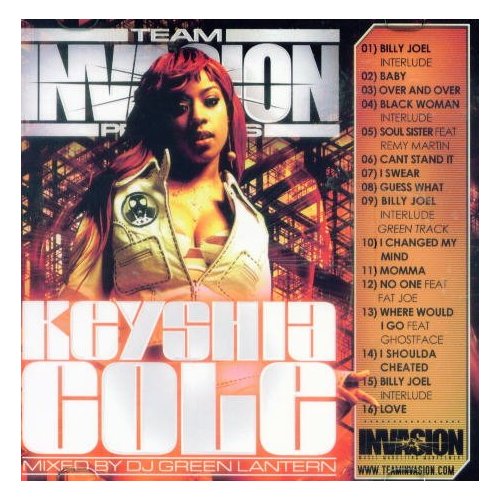 TEAM
INVASION
KEYSHIA
COLE
MIXED BY DJ GREEN LANTERN
01) BILLY JOEL
INTERLUDE
02) BABY
03) OVER AND OVER
04) BLACK WOMAN
INTERLUDE
05) SOUL SISTER FEAT
REMY MARTIN
06) CANT STAND IT
07) I SWEAR
08) GUESS WHAT
09) BILLY JOEL
INTERLUDE
GREEN TRACK
10) I CHANGED MY
MIND
11) MOMMA
12) NO ONE FEAT
FAT JOE
13) WHERE WOULD
I GO FEAT
GHOSTFACE
14) I SHOULDA
CHEATED
15) BILLY JOEL
INTERLUDE
16) LOVE
INVASION
WWW.TEAMINVASION.COM